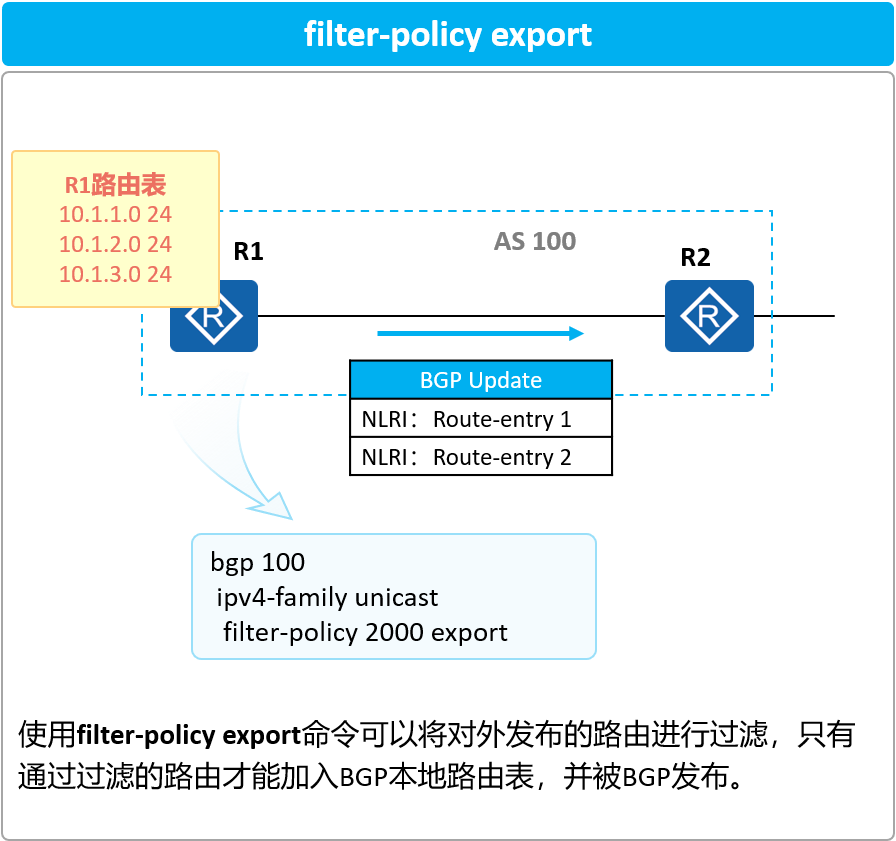 filter-policy export
R1路由表
10.1.1.0 24
10.1.2.0 24
10.1.3.0 24
R1
AS 100
R2
R
R
BGP Update
NLRI：Route-entry 1
NLRI：Route-entry 2
bgp 100
ipv4-family unicast
filter-policy 2000 export
使用filter-policy export命令可以将对外发布的路由进行过滤，只有
通过过滤的路由才能加入BGP本地路由表，并被BGP发布。